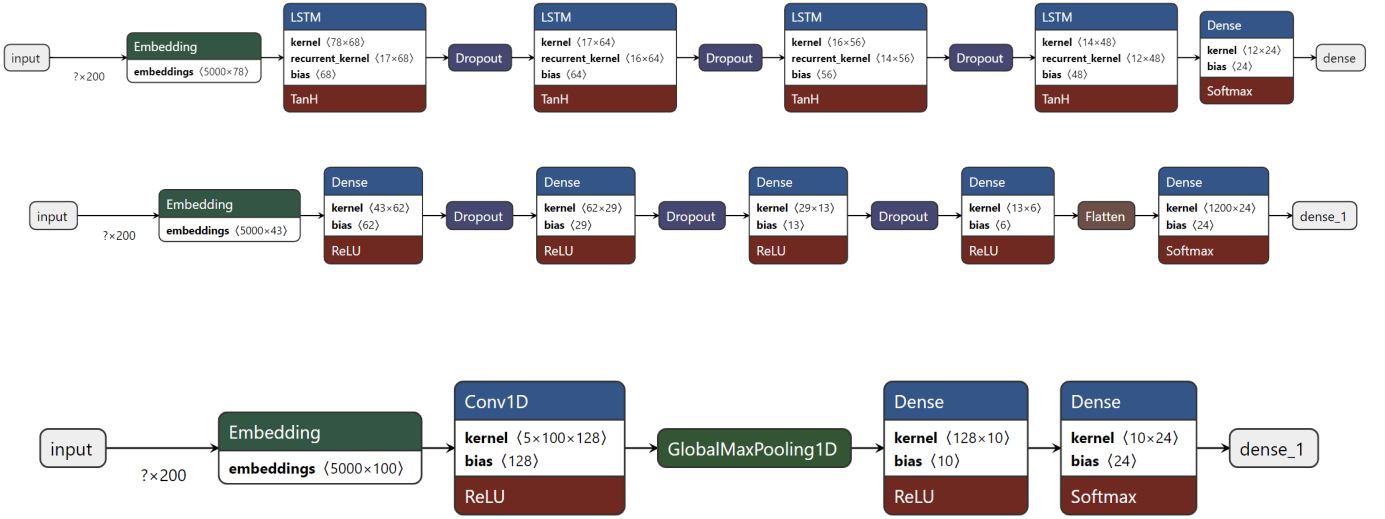 input
?×200
Embedding
embeddings ⟨5000×78⟩
LSTM
kernel ⟨78×68⟩
recurrent_kernel ⟨17×68⟩
bias ⟨68⟩
TanH
Dropout
LSTM
kernel ⟨17×64⟩
recurrent_kernel ⟨16×64⟩
bias ⟨64⟩
TanH
Dropout
LSTM
kernel ⟨16×56⟩
recurrent_kernel ⟨14×56⟩
bias ⟨56⟩
TanH
Dropout
LSTM
kernel ⟨14×48⟩
recurrent_kernel ⟨12×48⟩
bias ⟨48⟩
TanH
Dense
kernel ⟨12×24⟩
bias ⟨24⟩
Softmax
dense
input
?×200
Embedding
embeddings ⟨5000×43⟩
Dense
kernel ⟨43×62⟩
bias ⟨62⟩
ReLU
Dropout
Dense
kernel ⟨62×29⟩
bias ⟨29⟩
ReLU
Dropout
Dense
kernel ⟨29×13⟩
bias ⟨13⟩
ReLU
Dropout
Dense
kernel ⟨13×6⟩
bias ⟨6⟩
ReLU
Flatten
Dense
kernel ⟨1200×24⟩
bias ⟨24⟩
Softmax
dense_1
input
?×200
Embedding
embeddings ⟨5000×100⟩
Conv1D
kernel ⟨5×100×128⟩
bias ⟨128⟩
ReLU
GlobalMaxPooling1D
Dense
kernel ⟨128×10⟩
bias ⟨10⟩
ReLU
Dense
kernel ⟨10×24⟩
bias ⟨24⟩
Softmax
dense_1